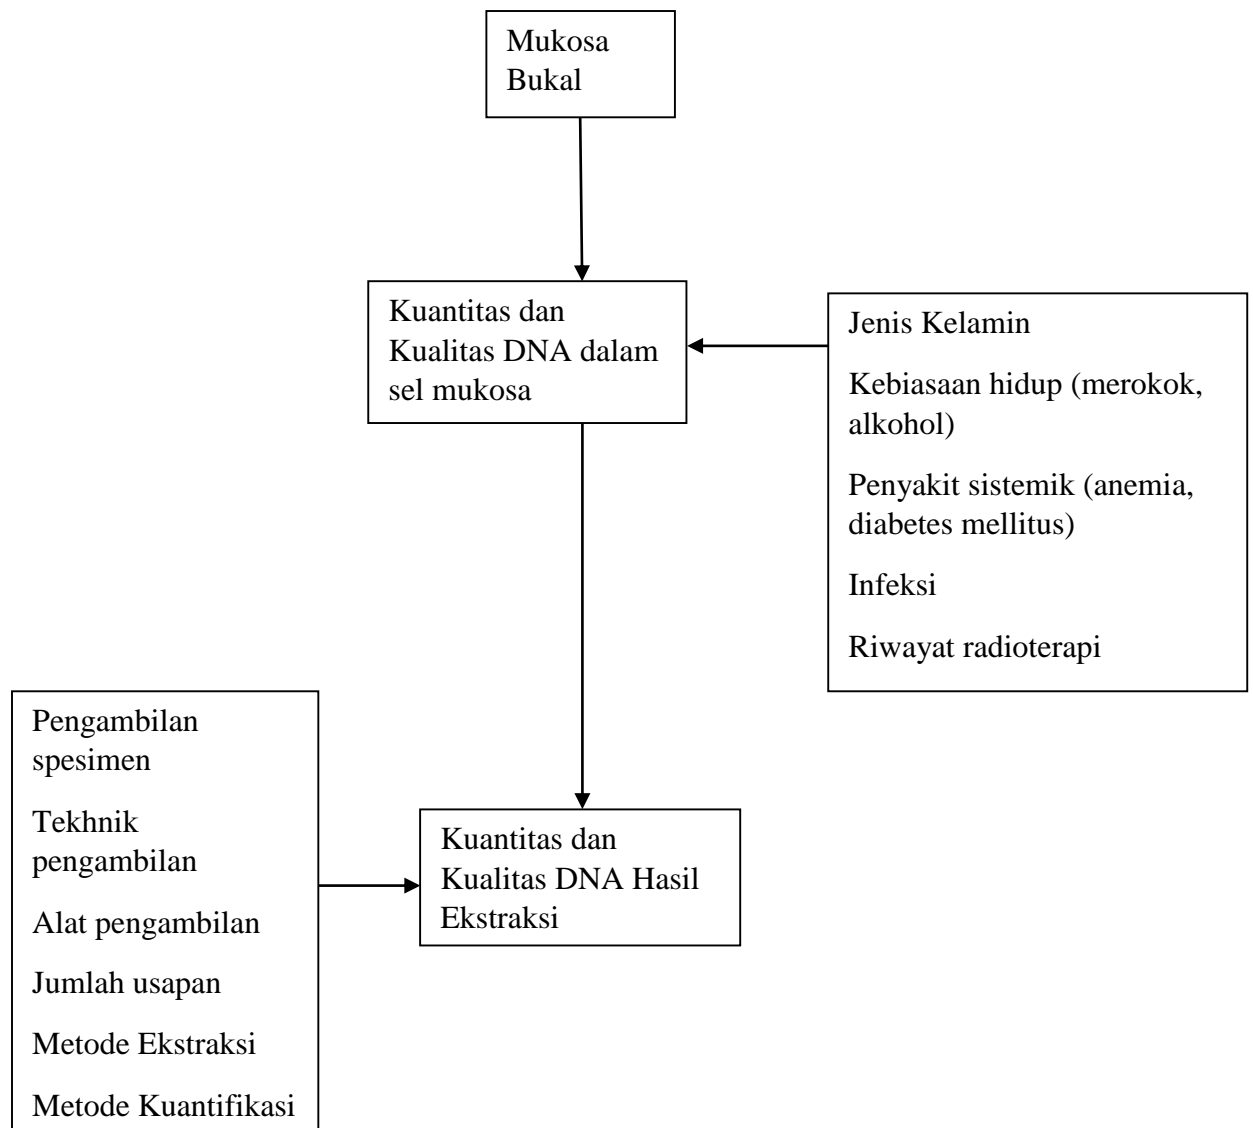 Mukosa
Bukal
Kuantitas dan
Kualitas DNA dalam
sel mukosa
Jenis Kelamin
Kebiasaan hidup (merokok,
alkohol)
Penyakit sistemik (anemia,
diabetes mellitus)
Infeksi
Riwayat radioterapi
Pengambilan
spesimen
Tekhnik
pengambilan
Alat pengambilan
Jumlah usapan
Metode Ekstraksi
Metode Kuantifikasi
Kuantitas dan
Kualitas DNA Hasil
Ekstraksi